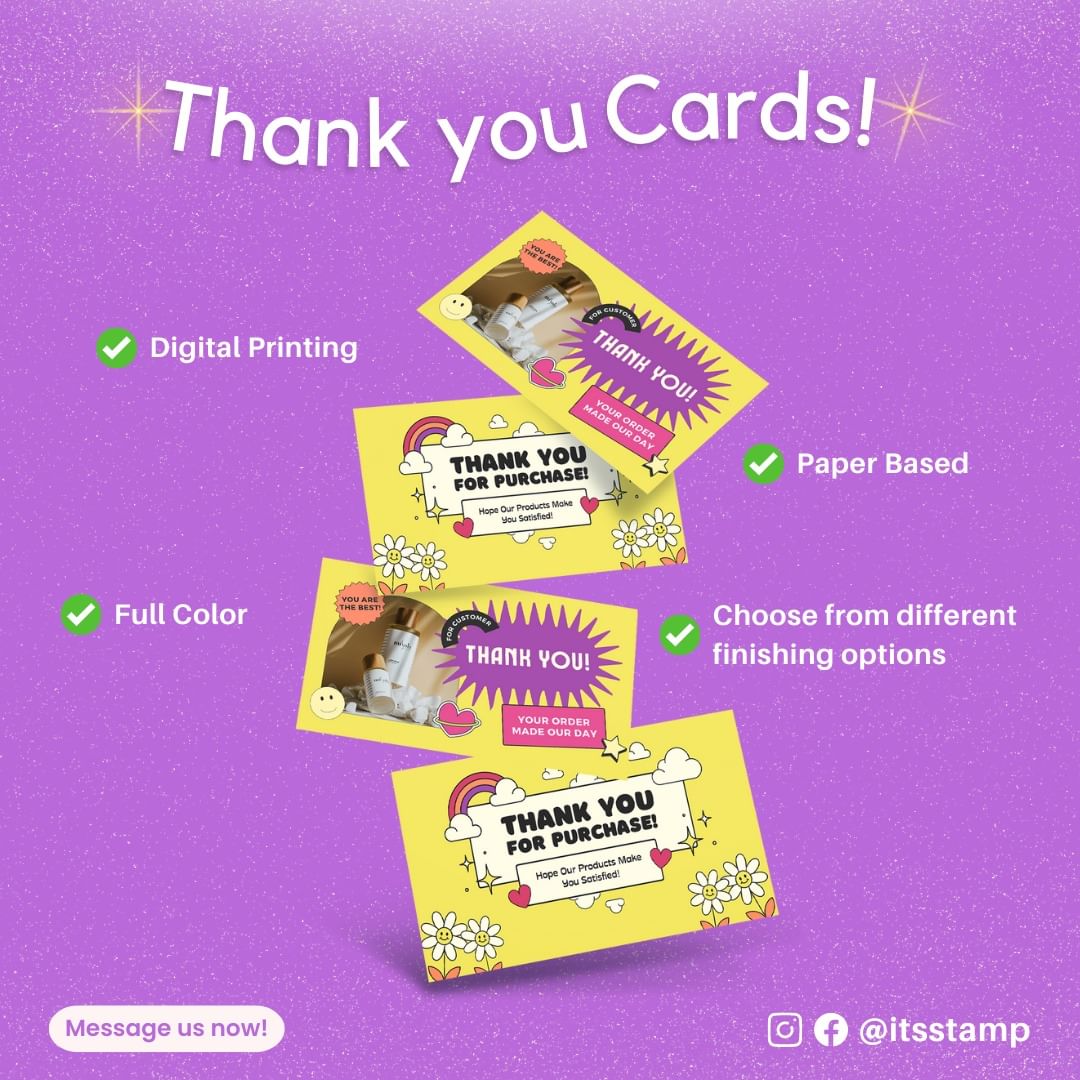 Thank you Cards!
YOU ARE
THE BEST!
FOR CUSTOMER
THANK YOU!
YOUR ORDER
MADE OUR DAY
Digital Printing
THANK YOU
FOR PURCHASE!
Hope Our Products Make
You Satisfied!
Paper Based
Full Color
YOU ARE
THE BEST!
FOR CUSTOMER
THANK YOU!
YOUR ORDER
MADE OUR DAY
Choose from different
finishing options
THANK YOU
FOR PURCHASE!
Hope Our Products Make
You Satisfied!
Message us now!
@itsstamp